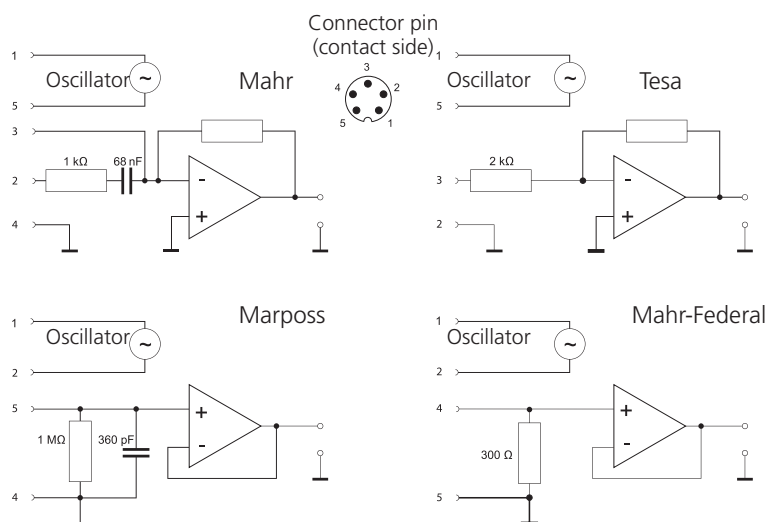 Connector pin
(contact side)
3
4
2
5
1
1
Oscillator
~
Mahr
5
3
1 kΩ
68 nF
2
-
+
4
1
Oscillator
~
Tesa
5
2 kΩ
3
-
+
2
1
Oscillator
~
Marposs
2
5
+
-
1 MΩ
360 pF
4
1
Oscillator
~
Mahr-Federal
2
4
+
-
300 Ω
5